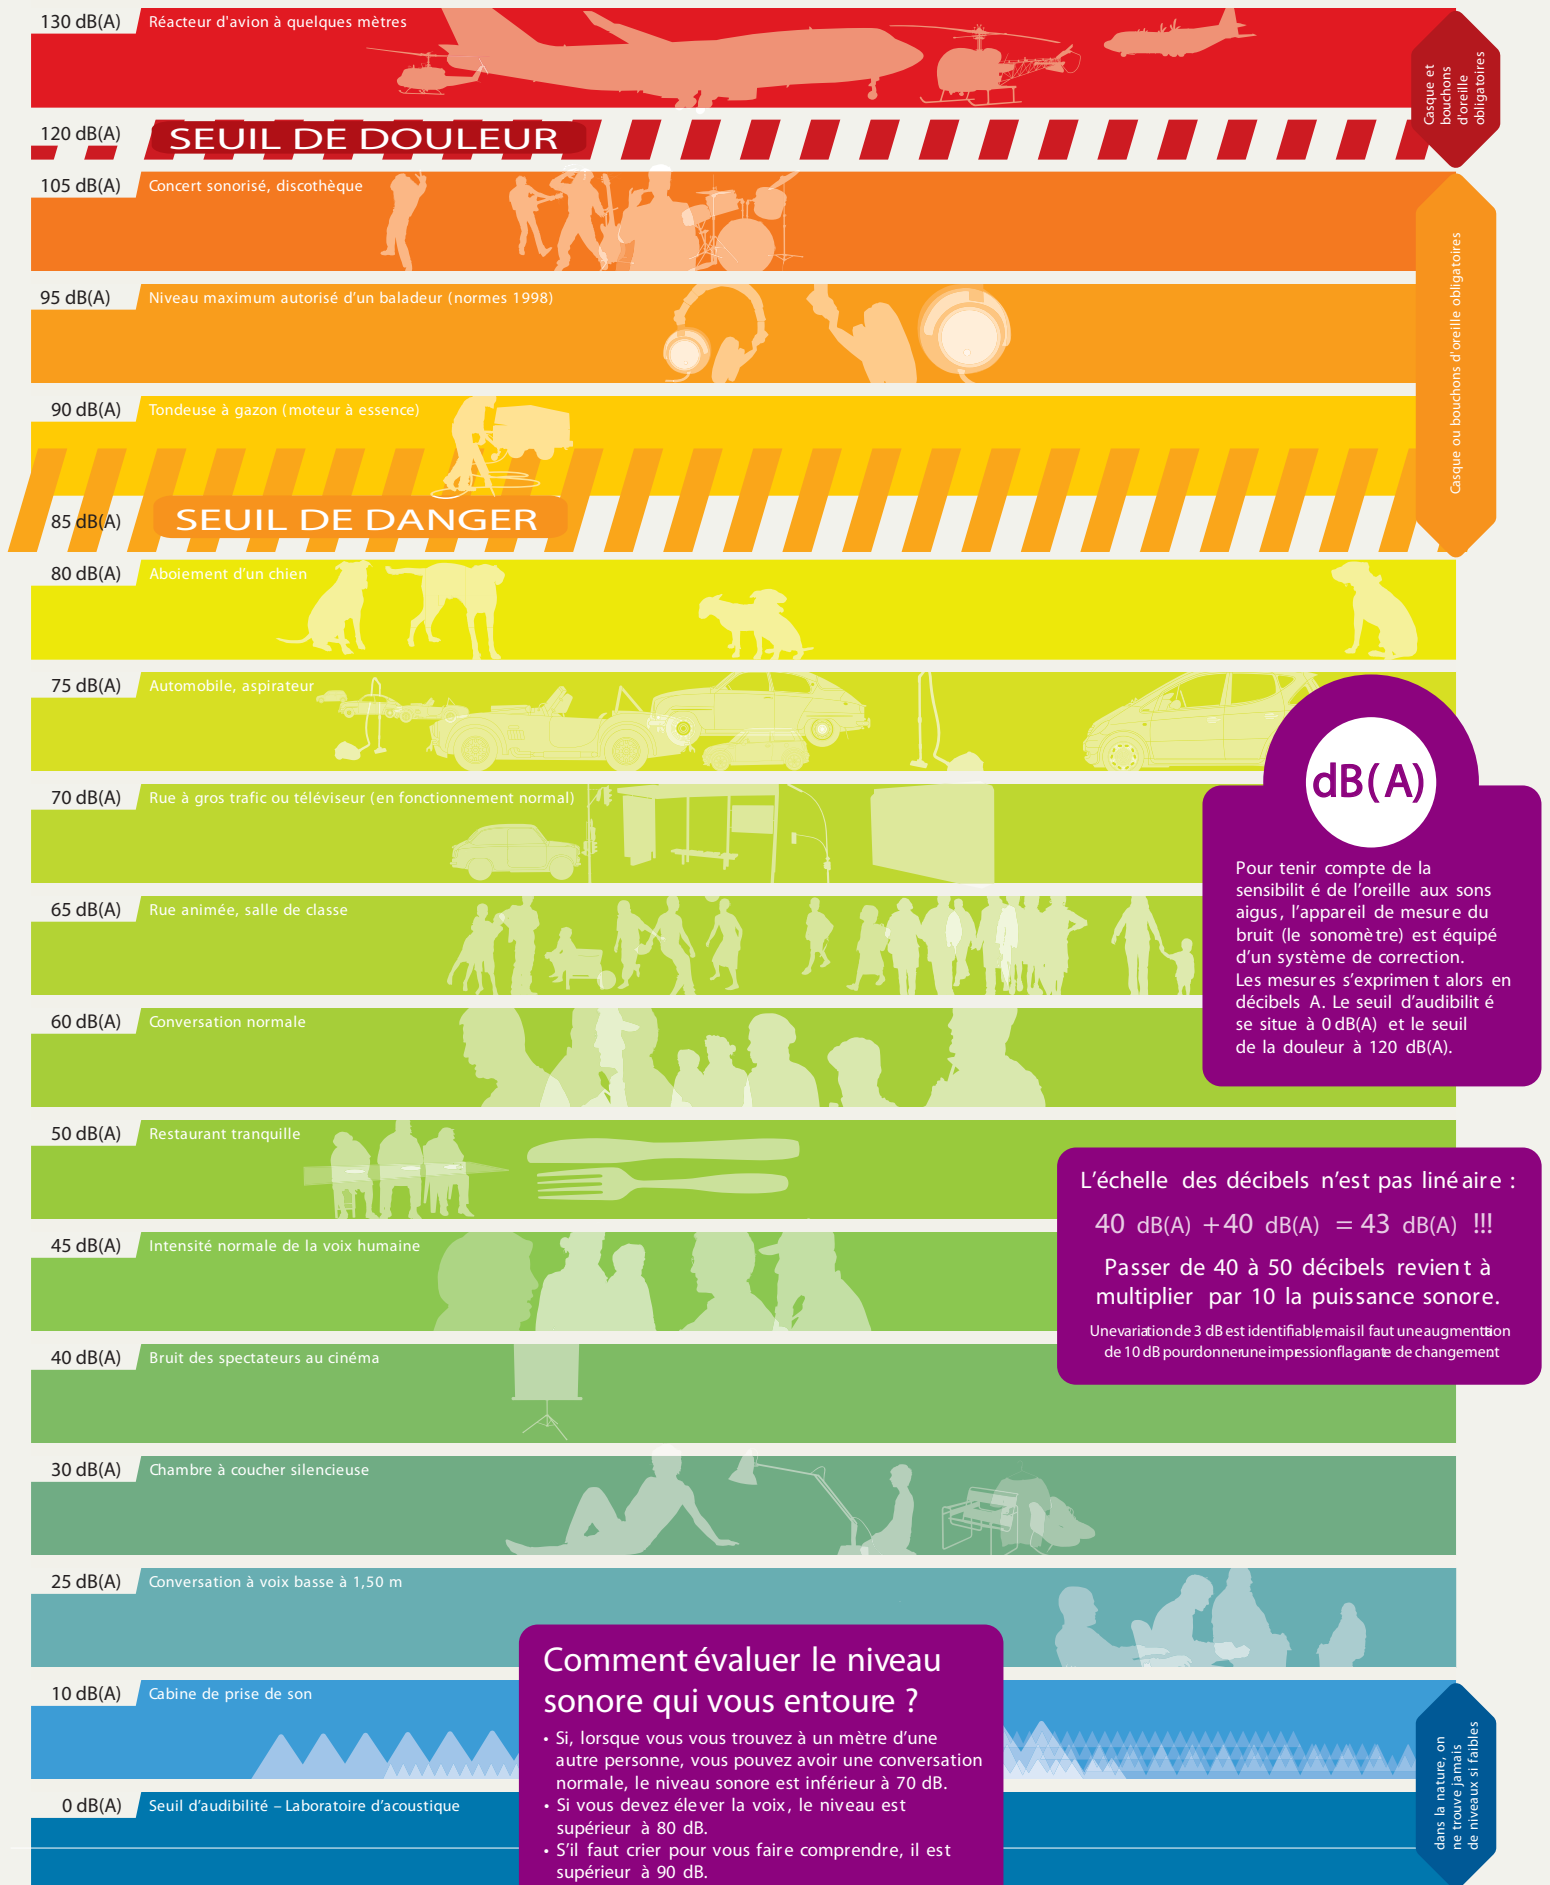 130 dB(A) Réacteur d'avion à quelques mètres
Casque et
bouchons
d'oreille
obligatoires
120 dB(A) SEUIL DE DOULEUR
105 dB(A) Concert sonorisé, discothèque
Casque ou bouchons d'oreille obligatoires
95 dB(A) Niveau maximum autorisé d’un baladeur (normes 1998)
90 dB(A) Tondeuse à gazon (moteur à essence)
85 dB(A) SEUIL DE DANGER
80 dB(A) Aboiement d'un chien
75 dB(A) Automobile, aspirateur
70 dB(A) Rue à gros trafic ou téléviseur (en fonctionnement normal)
dB(A)
Pour tenir compte de la
sensibilité de l’oreille aux sons
aigus, l’appareil de mesure du
bruit (le sonomètre) est équipé
d’un système de correction.
Les mesures s’expriment alors en
décibels A. Le seuil d’audibilité
se situe à 0 dB(A) et le seuil
de la douleur à 120 dB(A).
65 dB(A) Rue animée, salle de classe
60 dB(A) Conversation normale
50 dB(A) Restaurant tranquille
L’échelle des décibels n’est pas linéaire :
40 dB(A) + 40 dB(A) = 43 dB(A) !!!
Passer de 40 à 50 décibels revient à
multiplier par 10 la puissance sonore.
Une variation de 3 dB est identifiable mais il faut une augmentation
de 10 dB pour donner une impression flagrante de changement
45 dB(A) Intensité normale de la voix humaine
40 dB(A) Bruit des spectateurs au cinéma
30 dB(A) Chambre à coucher silencieuse
25 dB(A) Conversation à voix basse à 1,50 m
10 dB(A) Cabine de prise de son
Comment évaluer le niveau
sonore qui vous entoure ?
• Si, lorsque vous vous trouvez à un mètre d’une
autre personne, vous pouvez avoir une conversation
normale, le niveau sonore est inférieur à 70 dB.
• Si vous devez élever la voix, le niveau est
supérieur à 80 dB.
• S’il faut crier pour vous faire comprendre, il est
supérieur à 90 dB.
dans la nature, on
ne trouve jamais
de niveaux si faibles
0 dB(A) Seuil d’audibilité – Laboratoire d’acoustique